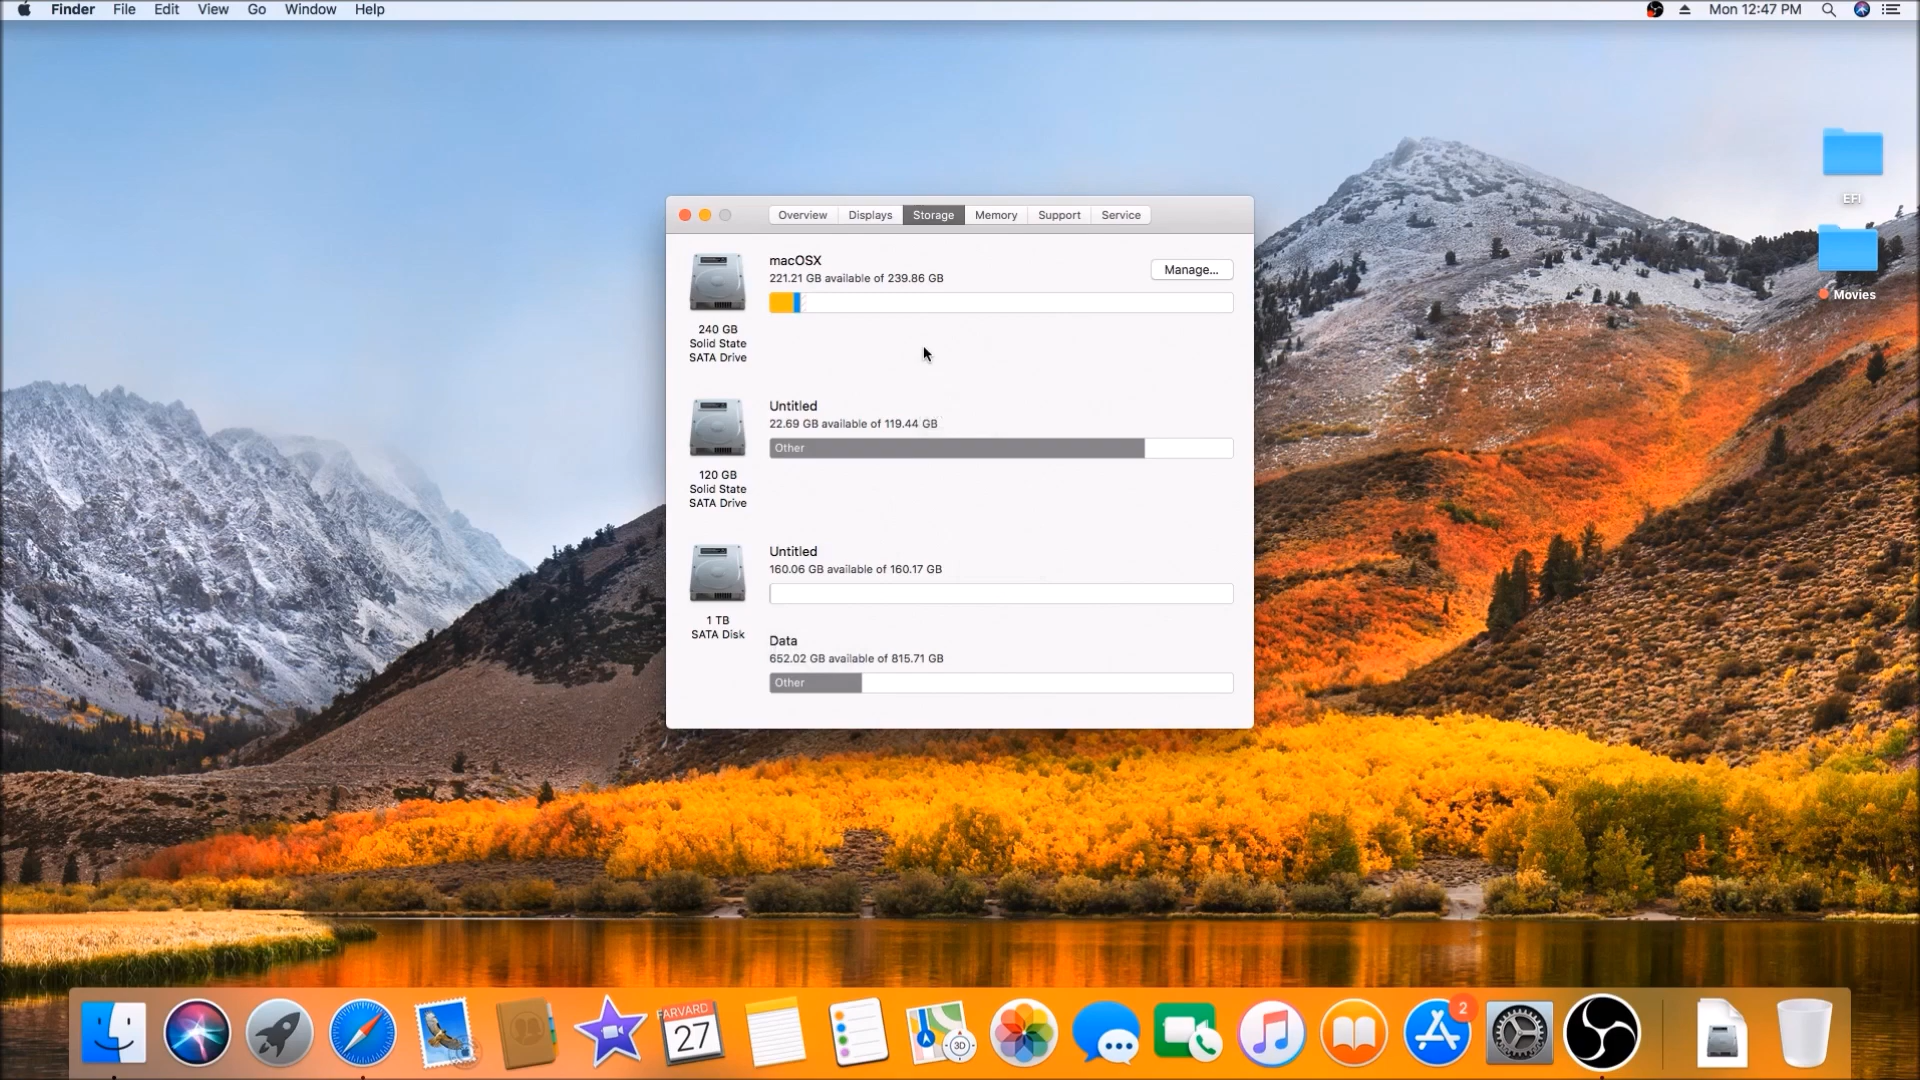 Finder File Edit View Go Window Help Mon 12:47 PM
Overview Displays Storage Memory Support Service
macOSX
221.21 GB available of 239.86 GB
Manage...
240 GB
Solid State
SATA Drive
Untitled
22.69 GB available of 119.44 GB
Other
120 GB
Solid State
SATA Drive
Untitled
160.06 GB available of 160.17 GB
1 TB
SATA Disk
Data
652.02 GB available of 815.71 GB
Other
EFI
Movies
FARVARD
27
3D
2